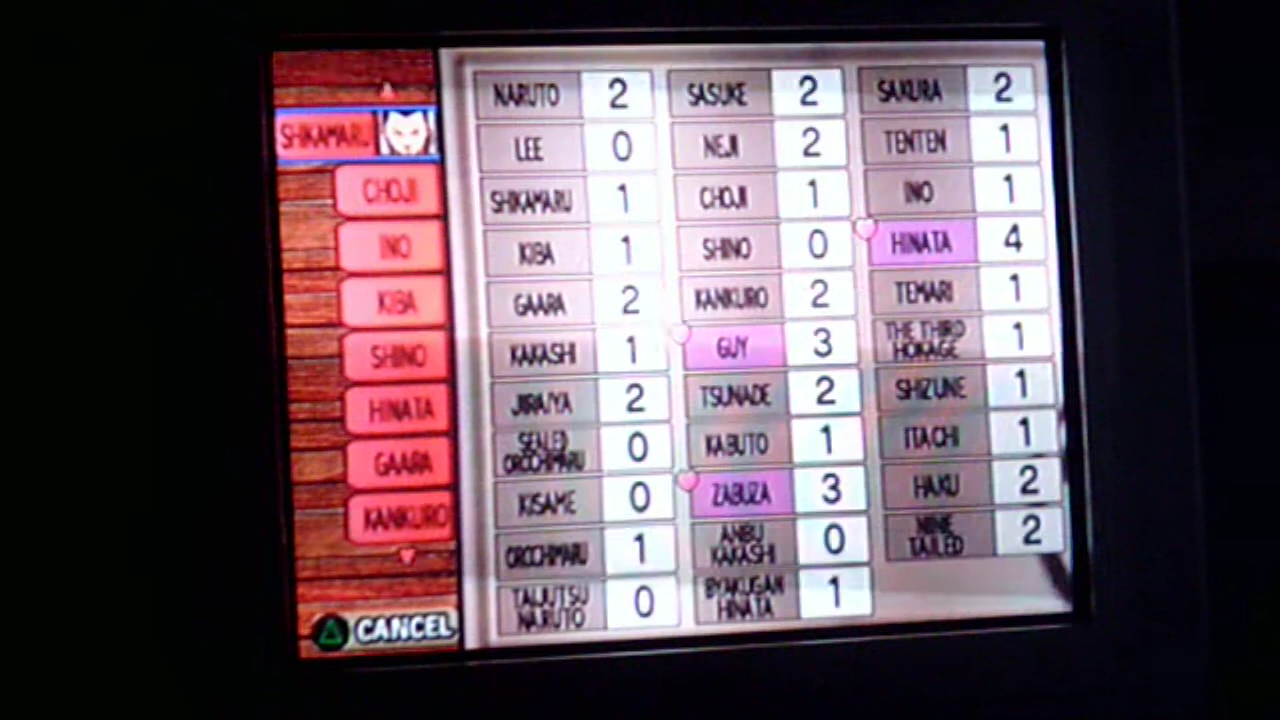 SHIKAMARU
CHOJI
INO
KIBA
SHINO
HINATA
GAARA
KANKURO
CANCEL
NARUTO 2 SASUKE 2 SAKURA 2
LEE 0 NEJI 2 TENTEN 1
SHIKAMARU 1 CHOJI 1 INO 1
KIBA 1 SHINO 0 HINATA 4
GAARA 2 KANKURO 2 TEMARI 1
KAKASHI 1 GUY 3 THE THIRD
HOKAGE 1
JIRAIYA 2 TSUNADE 2 SHIZUNE 1
SEALED
OROCHIMARU 0 KABUTO 1 ITACHI 1
KISAME 0 ZABUZA 3 HAKU 2
OROCHIMARU 1 ANBU
KAKASHI 0 NINE
TAILED 2
TAIJUTSU
NARUTO 0 BYAKUGAN
HINATA 1